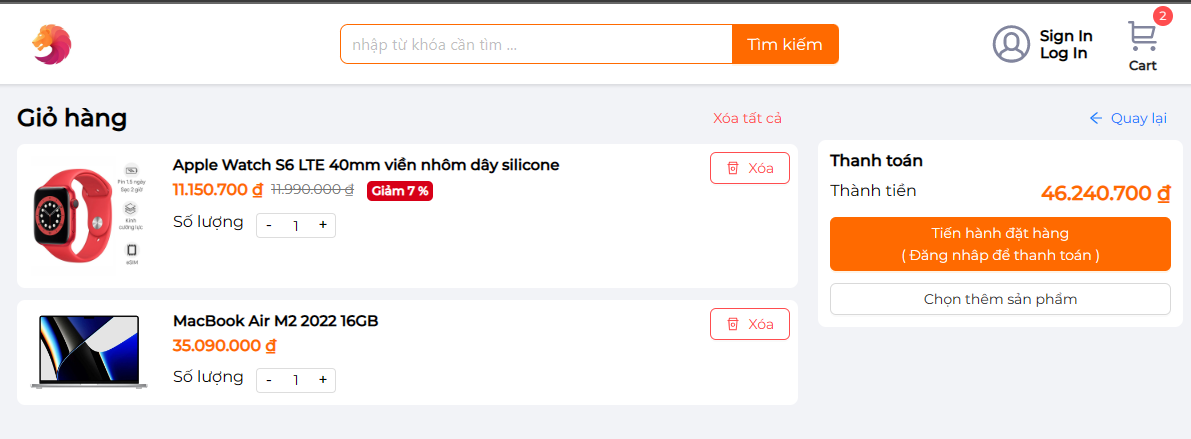 nhập từ khóa cần tìm ...
Tìm kiếm
Sign In
Log In
2
Cart
Giỏ hàng
Xóa tất cả
Quay lại
Apple Watch S6 LTE 40mm viền nhôm dây silicone
11.150.700 ₫ 11.990.000 ₫ Giảm 7 %
Số lượng - 1 +
Xóa
Pin 1.5 ngày
Sạc 2 giờ
Kính
cường lực
eSIM
MacBook Air M2 2022 16GB
35.090.000 ₫
Số lượng - 1 +
Xóa
Thanh toán
Thành tiền 46.240.700 ₫
Tiến hành đặt hàng
( Đăng nhâp để thanh toán )
Chọn thêm sản phẩm